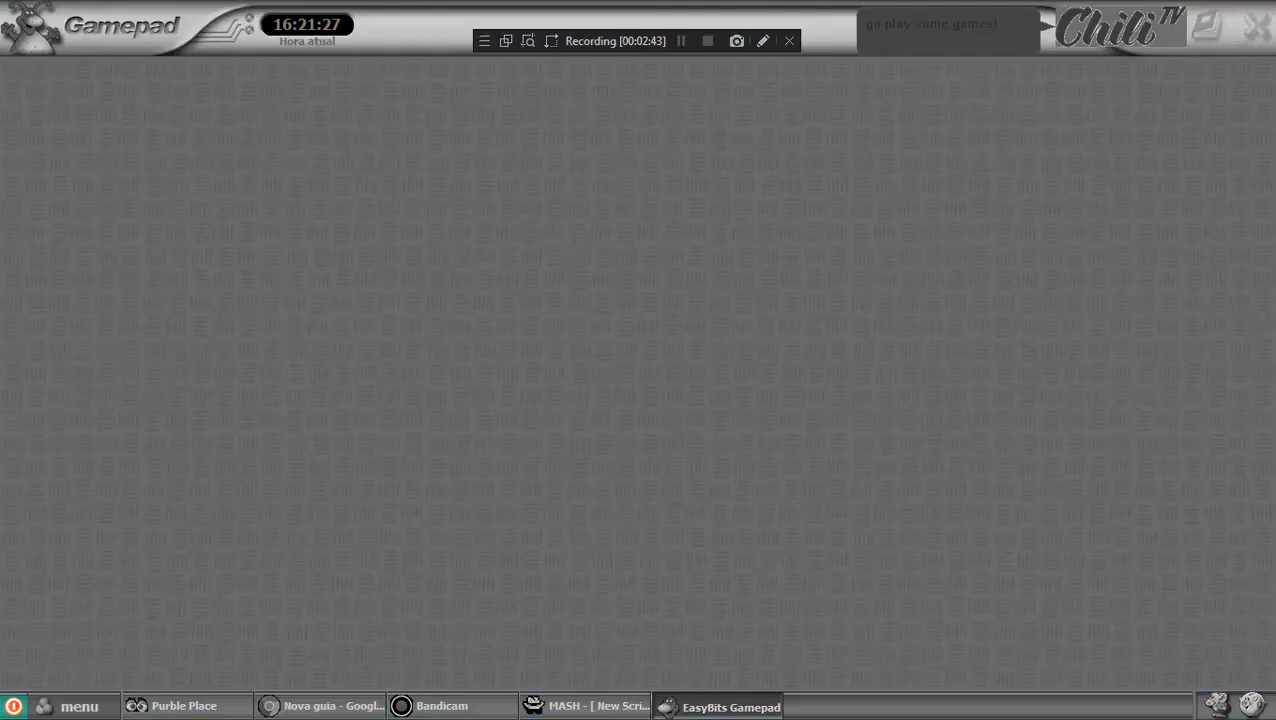 Gamepad
16:21:27
Hora atual
Recording [00:02:43]
go play some games!
Chili TV
menu
Purble Place
Nova guia - Googl...
Bandicam
MASH - [ New Scri...
EasyBits Gamepad